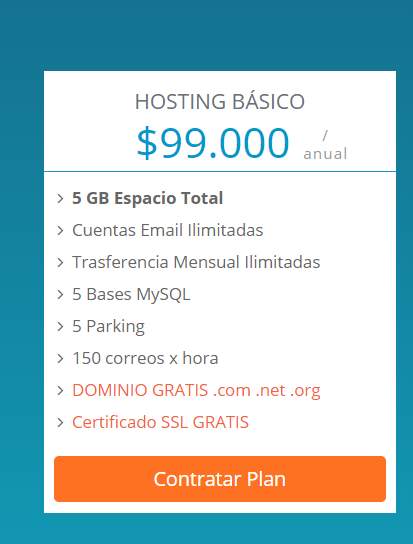 HOSTING BÁSICO
$99.000 / anual
5 GB Espacio Total
Cuentas Email Ilimitadas
Trasferencia Mensual Ilimitadas
5 Bases MySQL
5 Parking
150 correos x hora
DOMINIO GRATIS .com .net .org
Certificado SSL GRATIS
Contratar Plan